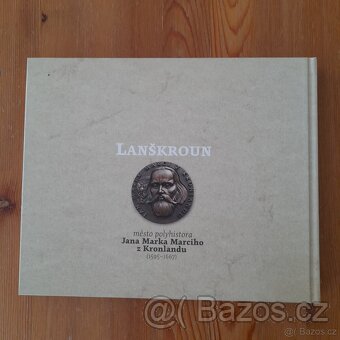 LANŠKROUN
město polyhistora
Jana Marka Marciho
z Kronlandu
(1595–1667)
Bazos.cz